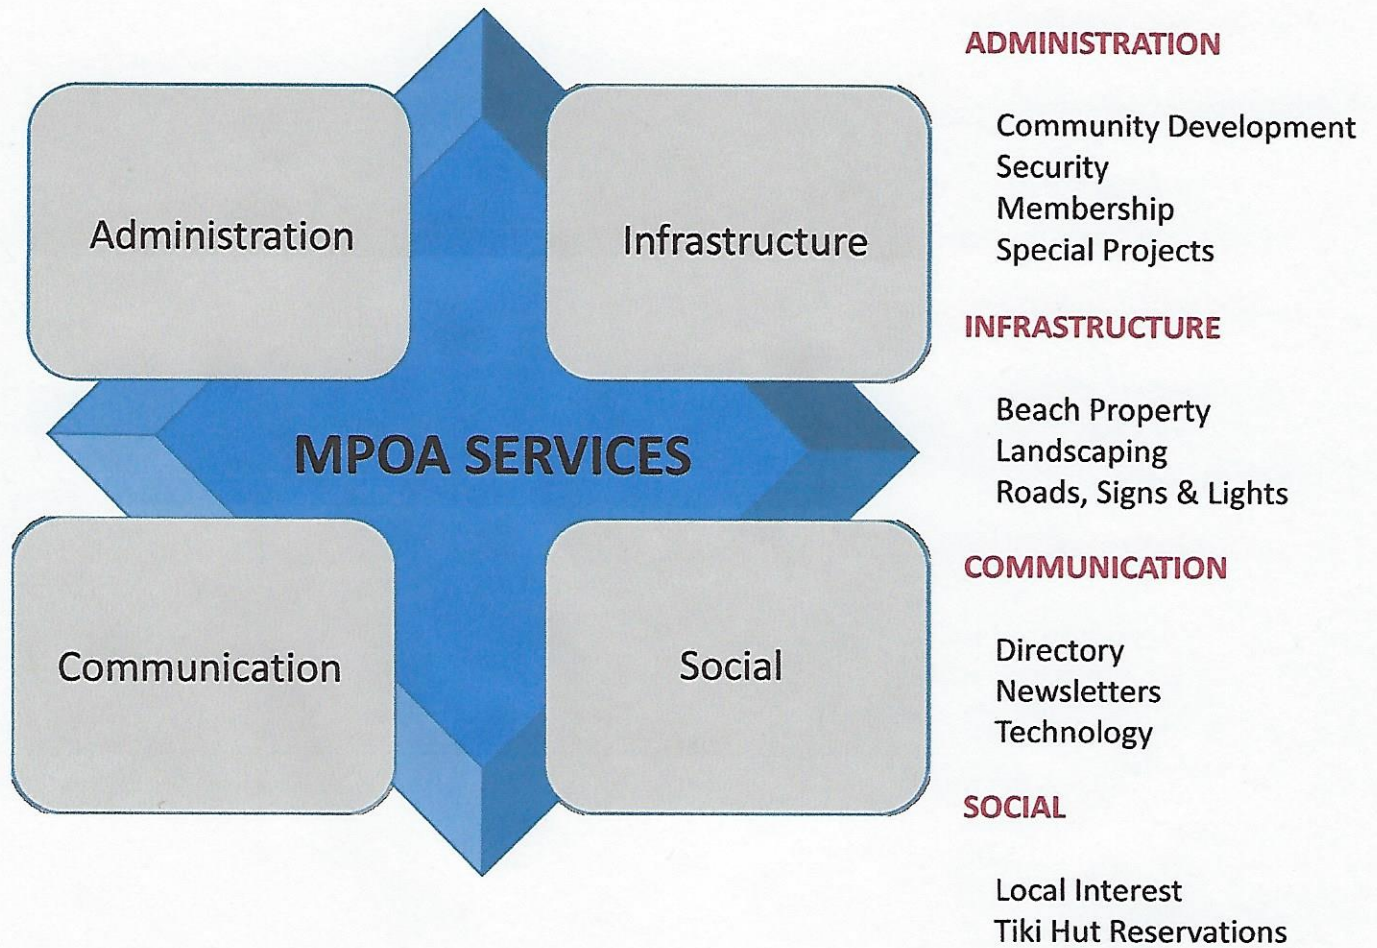 Administration
Infrastructure
MPOA SERVICES
Communication
Social
ADMINISTRATION
Community Development
Security
Membership
Special Projects
INFRASTRUCTURE
Beach Property
Landscaping
Roads, Signs & Lights
COMMUNICATION
Directory
Newsletters
Technology
SOCIAL
Local Interest
Tiki Hut Reservations